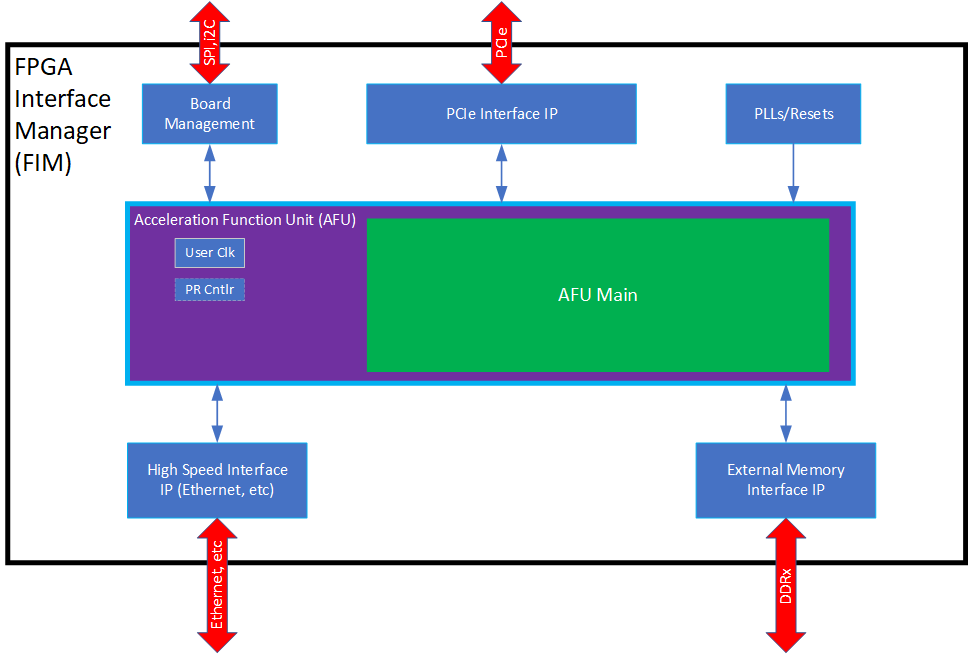 SPI,i2C
PCIe
FPGA
Interface
Manager
(FIM)
Board
Management
PCIe Interface IP
PLLs/Resets
Acceleration Function Unit (AFU)
User Clk
PR Cntlr
AFU Main
High Speed Interface
IP (Ethernet, etc)
External Memory
Interface IP
Ethernet, etc
DDRx